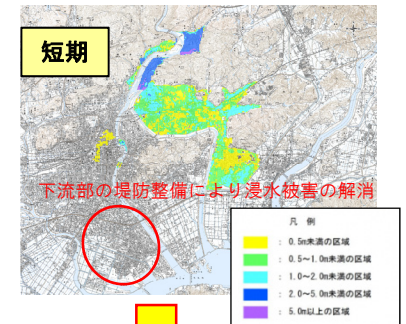 短期
下流部の堤防整備により浸水被害の解消
凡 例
: 0.5m未満の区域
: 0.5～1.0m未満の区域
: 1.0～2.0m未満の区域
: 2.0～5.0m未満の区域
: 5.0m以上の区域